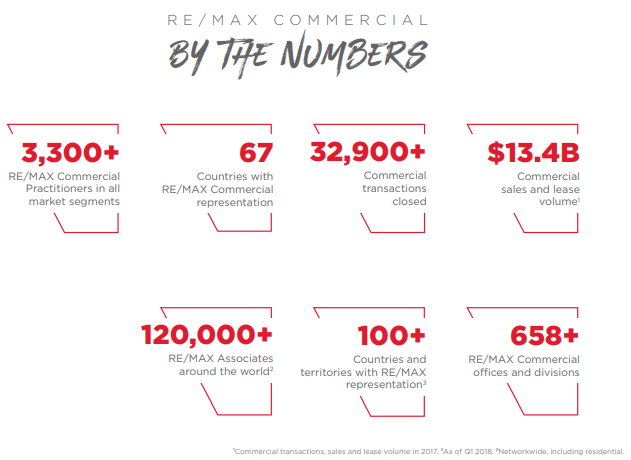 RE/MAX COMMERCIAL
BY THE NUMBERS
3,300+
RE/MAX Commercial
Practitioners in all
market segments
67
Countries with
RE/MAX Commercial
representation
32,900+
Commercial
transactions
closed
$13.4B
Commercial
sales and lease
volume¹
120,000+
RE/MAX Associates
around the world²
100+
Countries and
territories with RE/MAX
representation³
658+
RE/MAX Commercial
offices and divisions
¹Commercial transactions, sales and lease volume in 2017. ²As of Q1 2018. ³Networkwide, including residential.